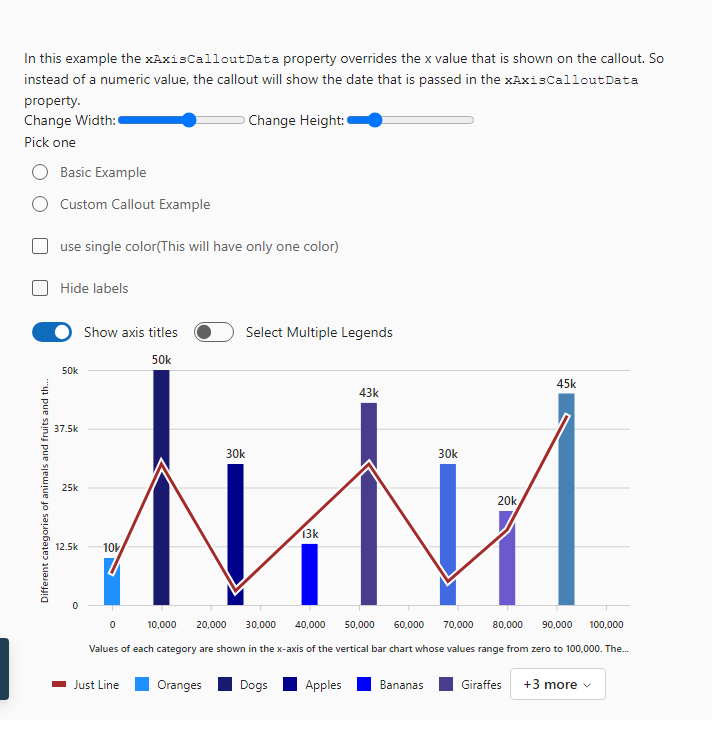 In this example the xAxisCalloutData property overrides the x value that is shown on the callout. So
instead of a numeric value, the callout will show the date that is passed in the xAxisCalloutData
property.
Change Width: Change Height:
Pick one
Basic Example
Custom Callout Example
use single color(This will have only one color)
Hide labels
Show axis titles Select Multiple Legends
Different categories of animals and fruits and th...
50k
37.5k
25k
12.5k
0
10k
50k
30k
13k
43k
30k
20k
45k
0 10,000 20,000 30,000 40,000 50,000 60,000 70,000 80,000 90,000 100,000
Values of each category are shown in the x-axis of the vertical bar chart whose values range from zero to 100,000. The...
Just Line Oranges Dogs Apples Bananas Giraffes +3 more